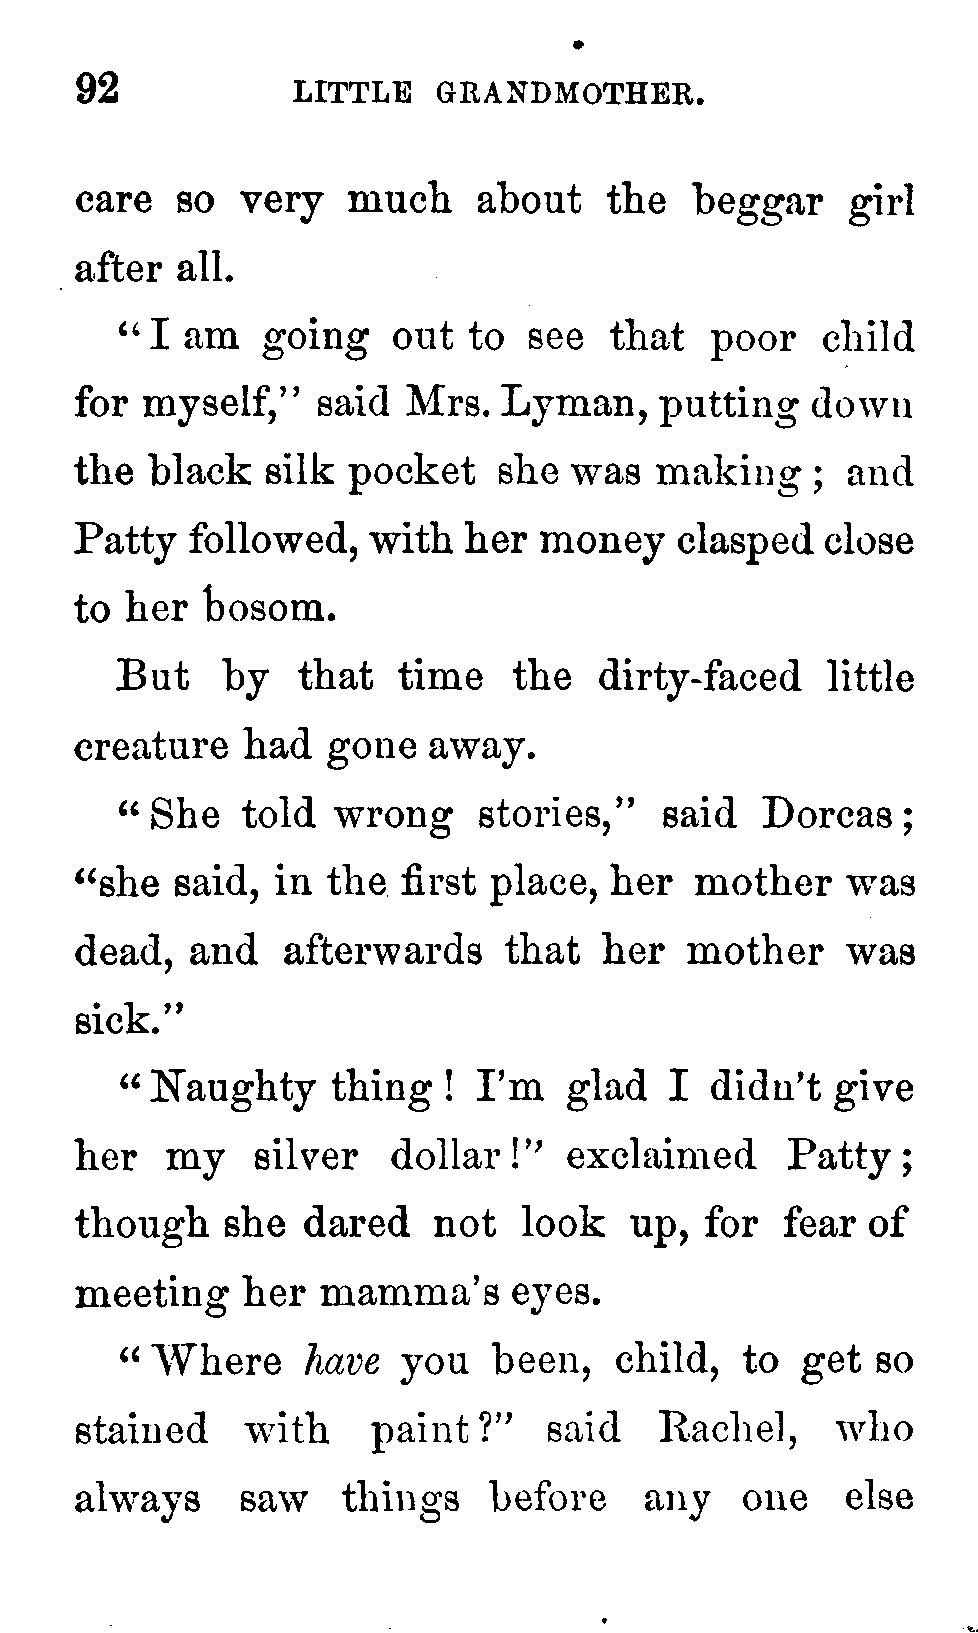 92 LITTLE GRANDMOTHER.
care so very much about the beggar girl
after all.
"I am going out to see that poor child
for myself," said Mrs. Lyman, putting down
the black silk pocket she was making; and
Patty followed, with her money clasped close
to her bosom.
But by that time the dirty-faced little
creature had gone away.
"She told wrong stories," said Dorcas;
"she said, in the first place, her mother was
dead, and afterwards that her mother was
sick."
"Naughty thing! I'm glad I didn't give
her my silver dollar!" exclaimed Patty;
though she dared not look up, for fear of
meeting her mamma's eyes.
"Where have you been, child, to get so
stained with paint?" said Rachel, who
always saw things before any one else